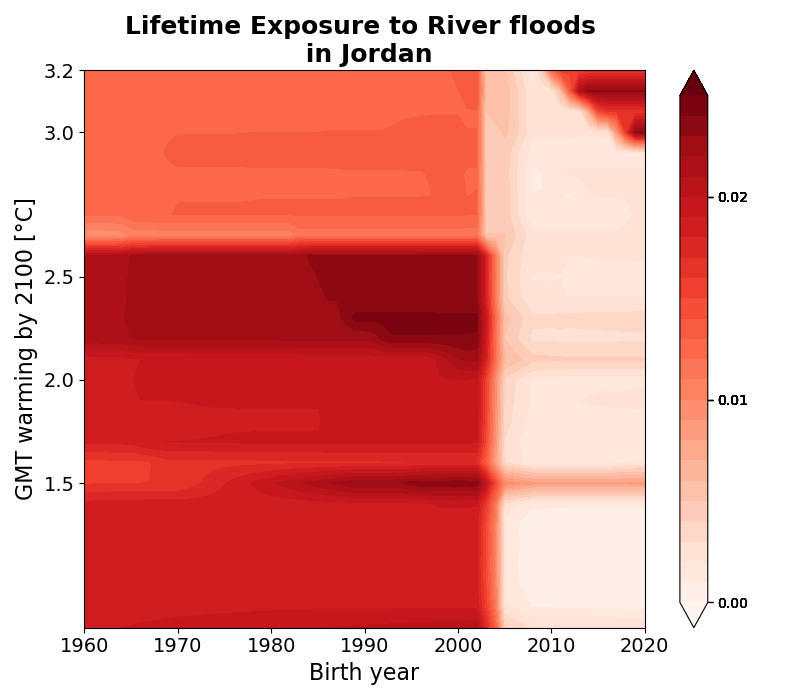 Lifetime Exposure to River floods
in Jordan
GMT warming by 2100 [°C]
3.2
3.0
2.5
2.0
1.5
1960 1970 1980 1990 2000 2010 2020
Birth year
0.02
0.01
0.00